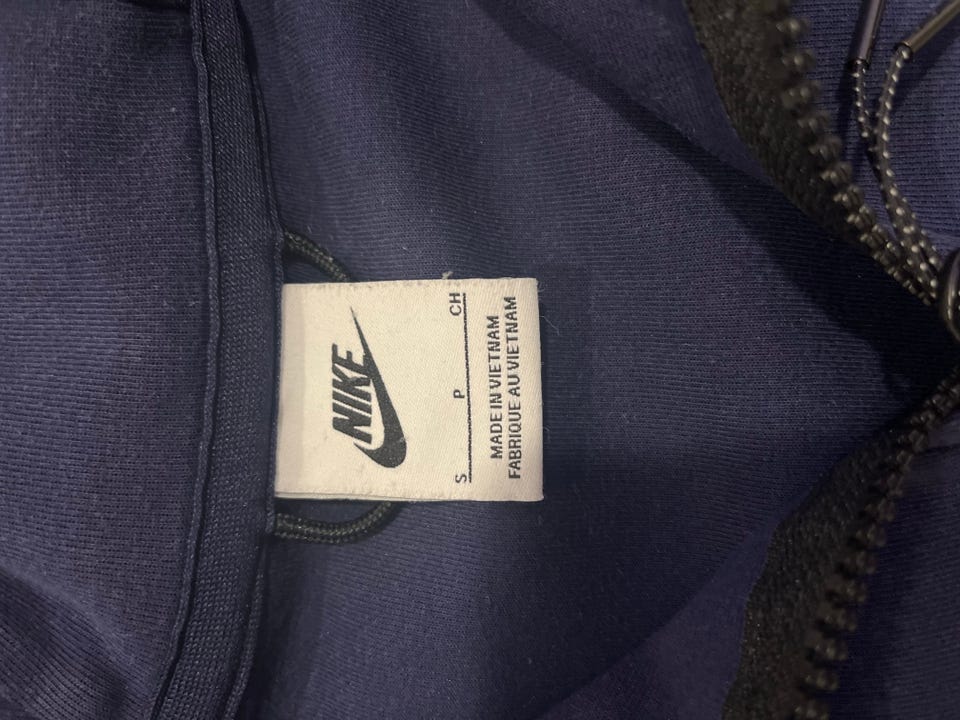 NIKE
S P CH
MADE IN VIETNAM
FABRIQUE AU VIETNAM